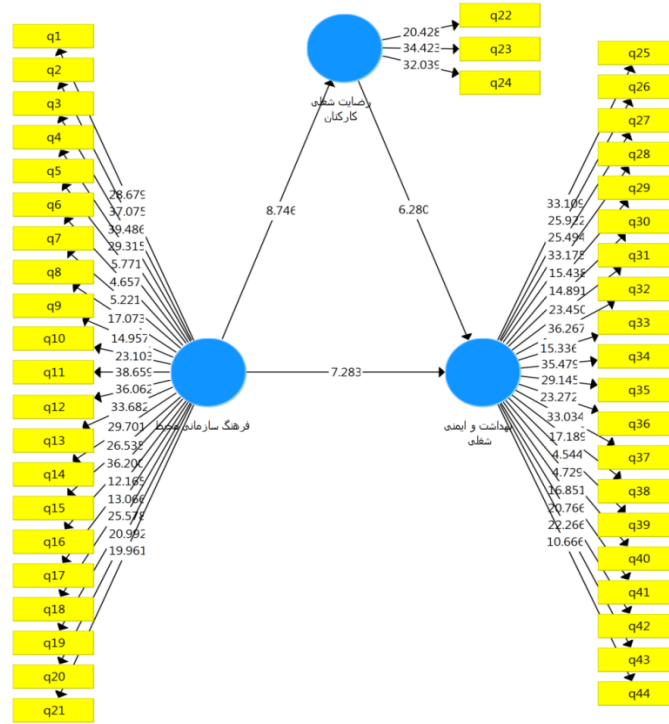 q1
q2
q3
q4
q5
q6
q7
q8
q9
q10
q11
q12
q13
q14
q15
q16
q17
q18
q19
q20
q21
28.679
37.075
39.486
29.315
5.771
4.657
5.221
17.073
14.957
23.103
38.659
36.062
33.682
29.701
26.535
36.200
12.165
13.066
25.578
20.992
19.961
فرهنگ سازمانی محیط
8.746
رضایت شغلی
کارکنان
20.428
34.423
32.039
q22
q23
q24
6.280
7.283
بهداشت و ایمنی
شغلی
33.109
25.922
25.494
33.175
15.438
14.891
23.450
36.267
15.336
35.479
29.145
23.272
33.034
17.189
4.544
4.729
16.851
20.766
22.266
10.666
q25
q26
q27
q28
q29
q30
q31
q32
q33
q34
q35
q36
q37
q38
q39
q40
q41
q42
q43
q44